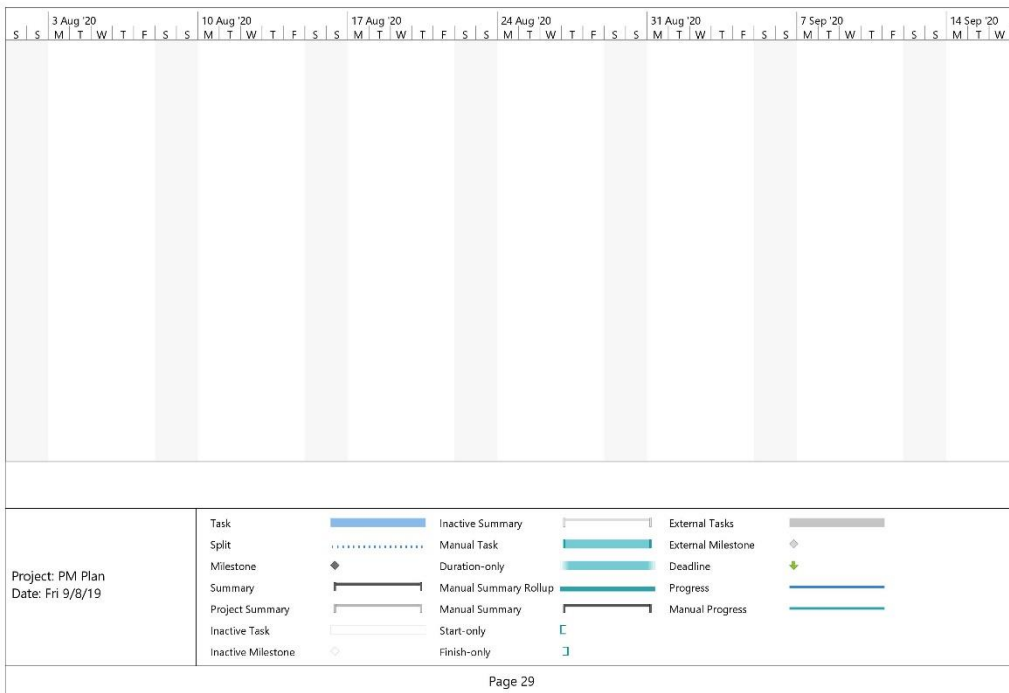 3 Aug '20 10 Aug '20 17 Aug '20 24 Aug '20 31 Aug '20 7 Sep '20 14 Sep '20
S S M T W T F S S M T W T F S S M T W T F S S M T W T F S S M T W T F S S M T W T F S S M T W
Task Inactive Summary External Tasks
Split Manual Task External Milestone
Milestone Duration-only Deadline
Project: PM Plan
Summary Manual Summary Rollup Progress
Date: Fri 9/8/19
Project Summary Manual Summary Manual Progress
Inactive Task Start-only
Inactive Milestone Finish-only
Page 29